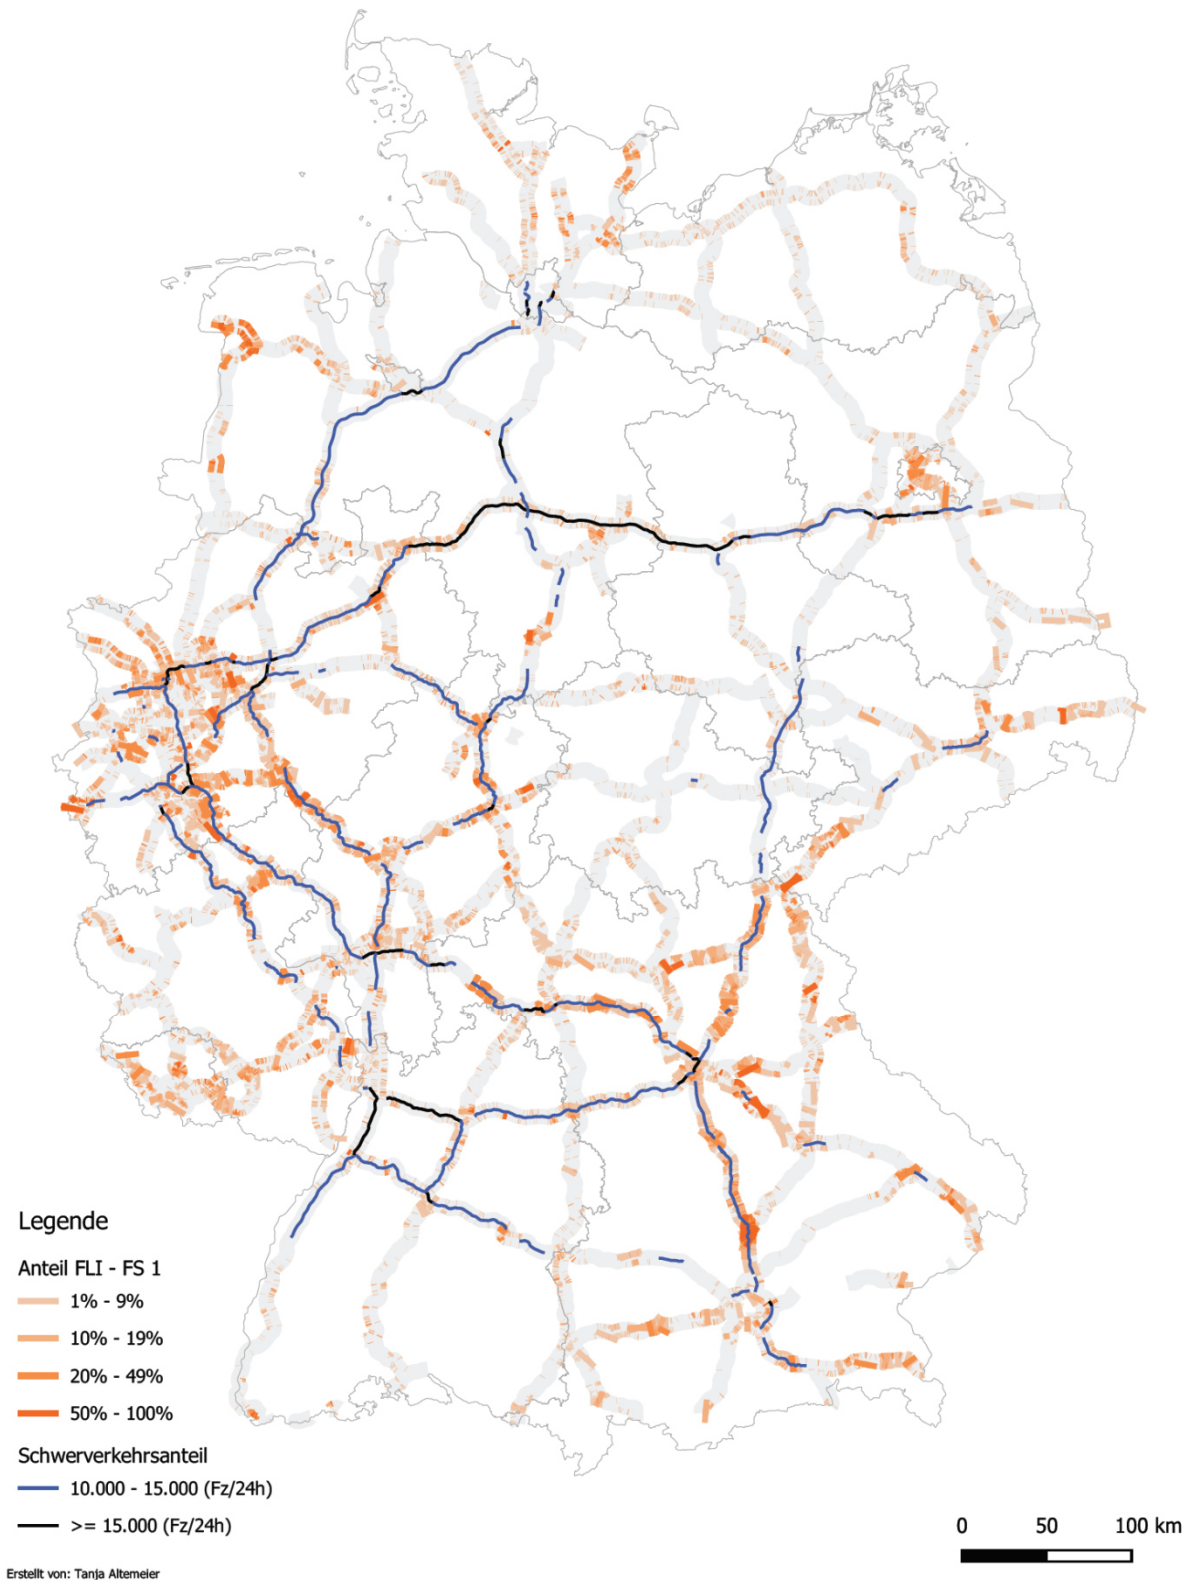 Legende
Anteil FLI - FS 1
1% - 9%
10% - 19%
20% - 49%
50% - 100%
Schwerverkehrsanteil
10.000 - 15.000 (Fz/24h)
>= 15.000 (Fz/24h)
0 50 100 km
Erstellt von: Tanja Altemeier